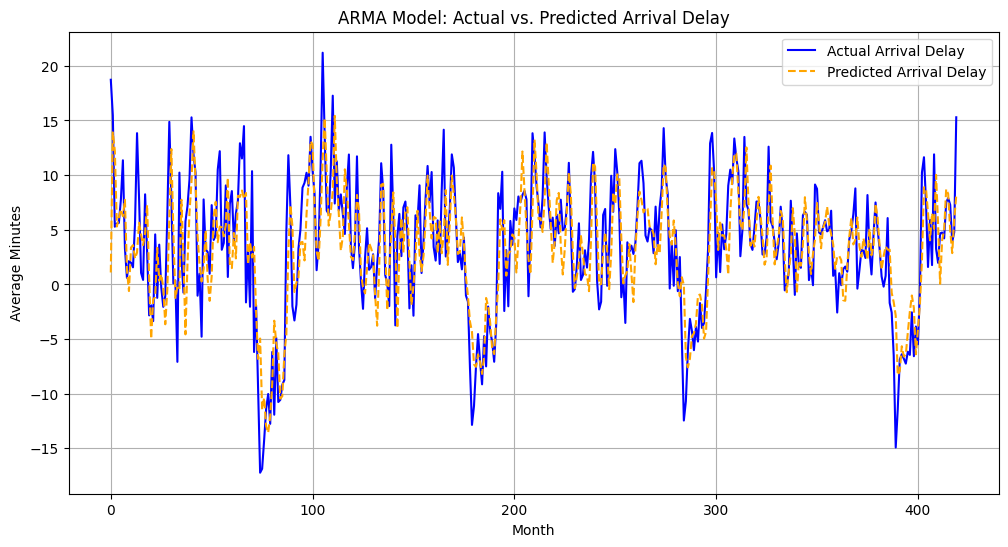 ARMA Model: Actual vs. Predicted Arrival Delay
Actual Arrival Delay
Predicted Arrival Delay
Average Minutes
20
15
10
5
0
−5
−10
−15
0 100 200 300 400
Month